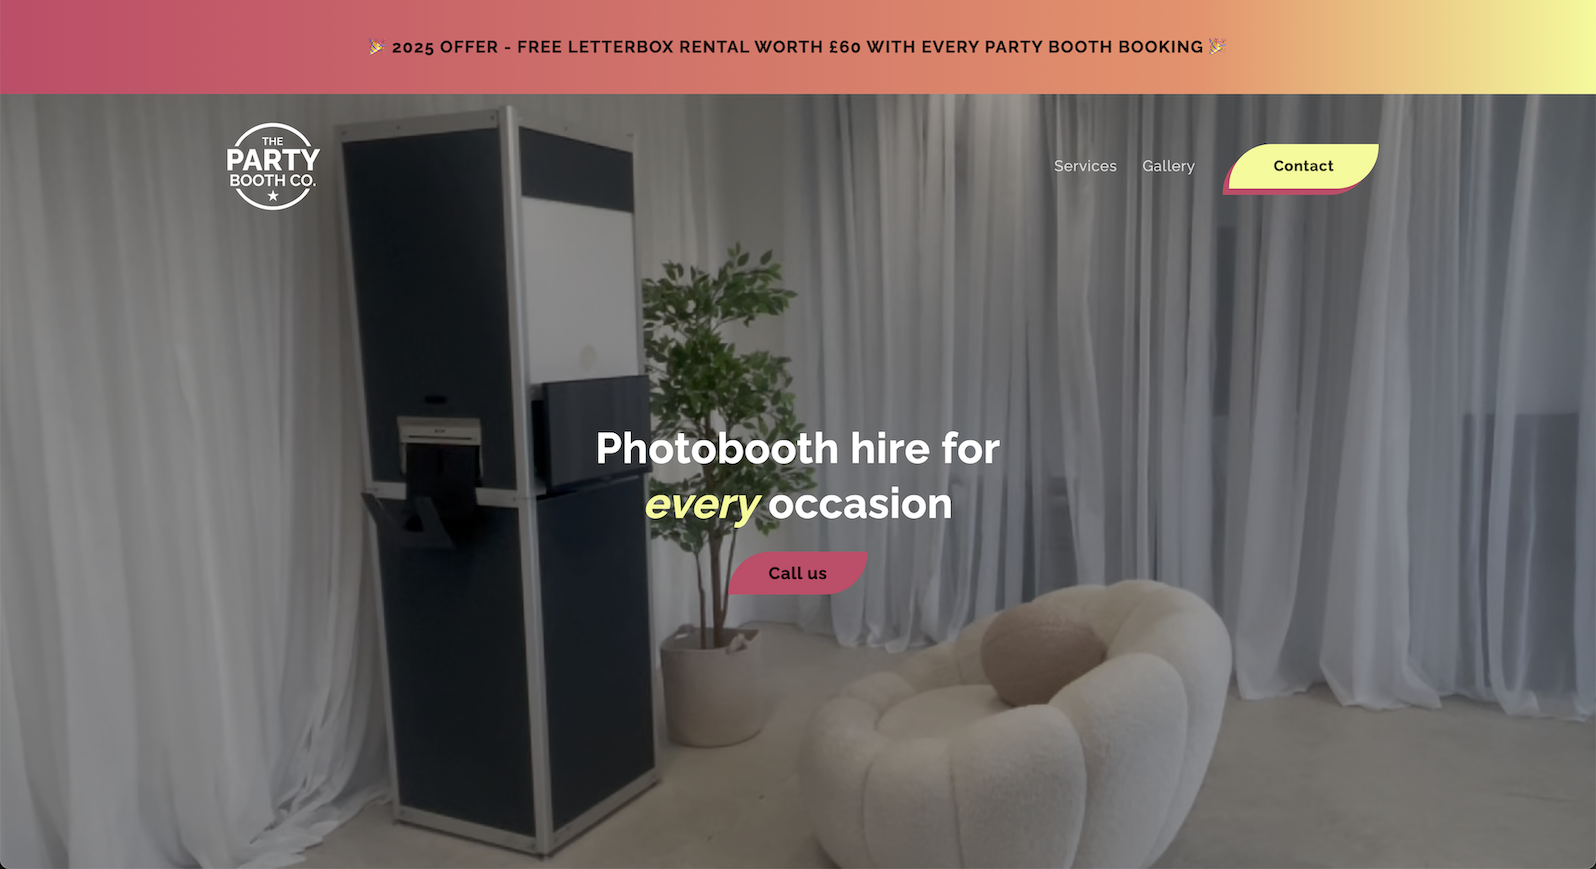 🎉 2025 OFFER - FREE LETTERBOX RENTAL WORTH £60 WITH EVERY PARTY BOOTH BOOKING 🎉
THE
PARTY
BOOTH CO.
Services
Gallery
Contact
Photobooth hire for
every occasion
Call us